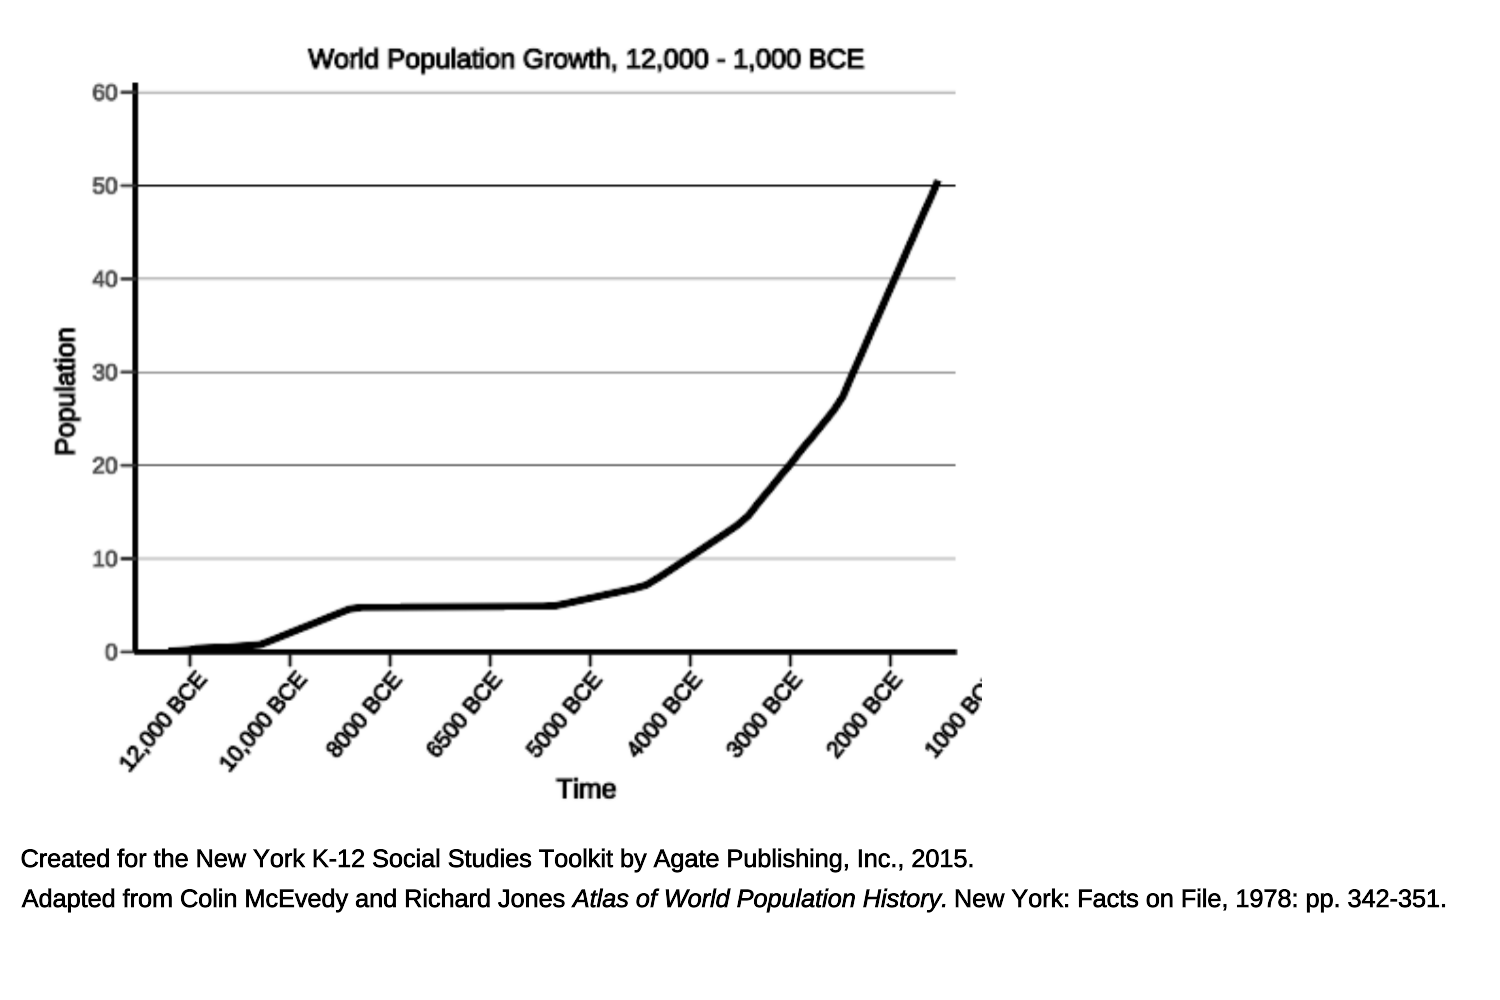 World Population Growth, 12,000 - 1,000 BCE
60
50
40
30
20
10
0
Population
12,000 BCE
10,000 BCE
8000 BCE
6500 BCE
5000 BCE
4000 BCE
3000 BCE
2000 BCE
1000 BC
Time
Created for the New York K-12 Social Studies Toolkit by Agate Publishing, Inc., 2015.
Adapted from Colin McEvedy and Richard Jones Atlas of World Population History. New York: Facts on File, 1978: pp. 342-351.